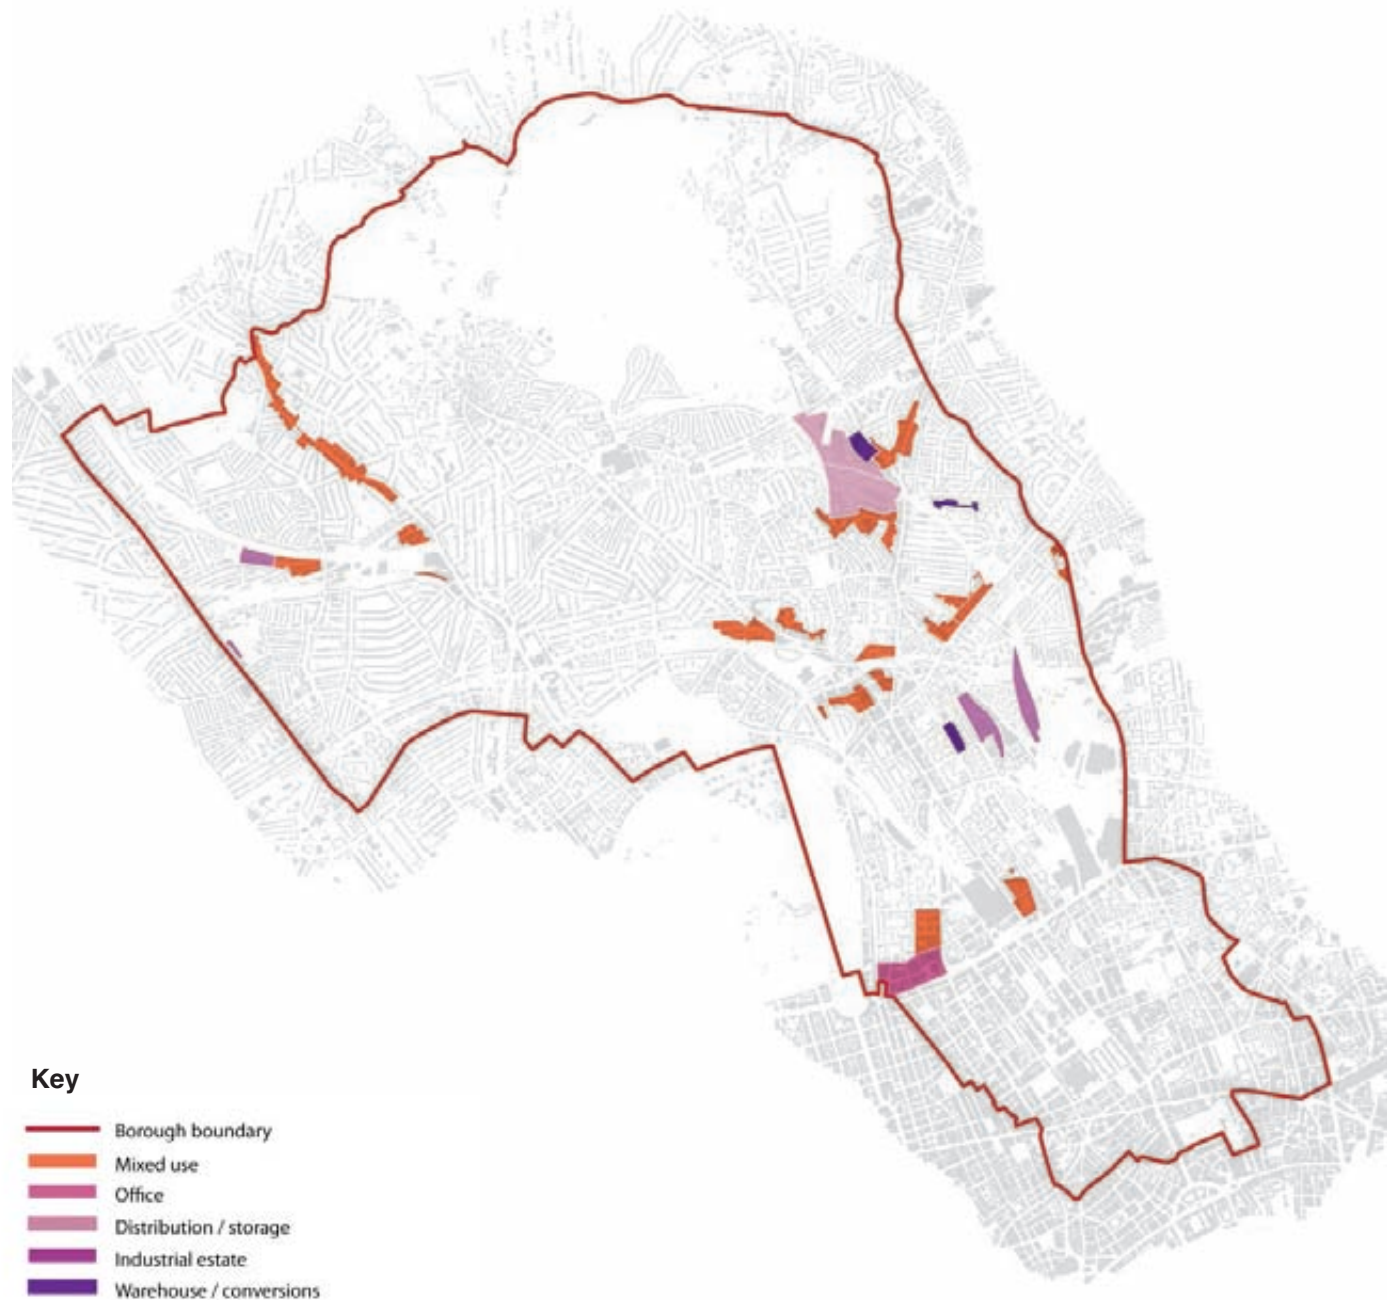 Key
Borough boundary
Mixed use
Office
Distribution / storage
Industrial estate
Warehouse / conversions